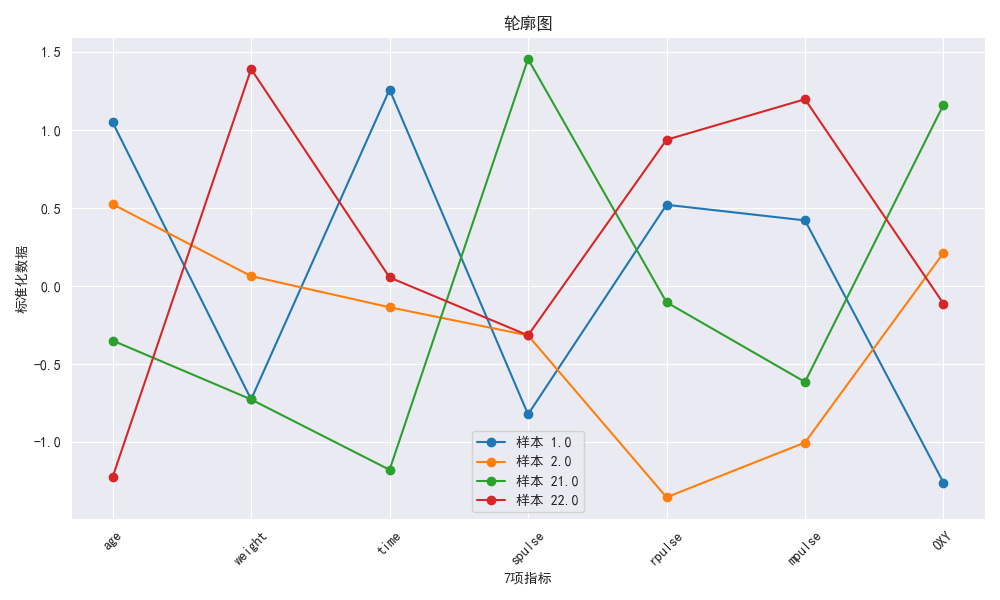 轮廓图
标准化数据
1.5
1.0
0.5
0.0
-0.5
-1.0
样本 1.0
样本 2.0
样本 21.0
样本 22.0
age
weight
time
spulse
rpulse
mpulse
OXY
7项指标